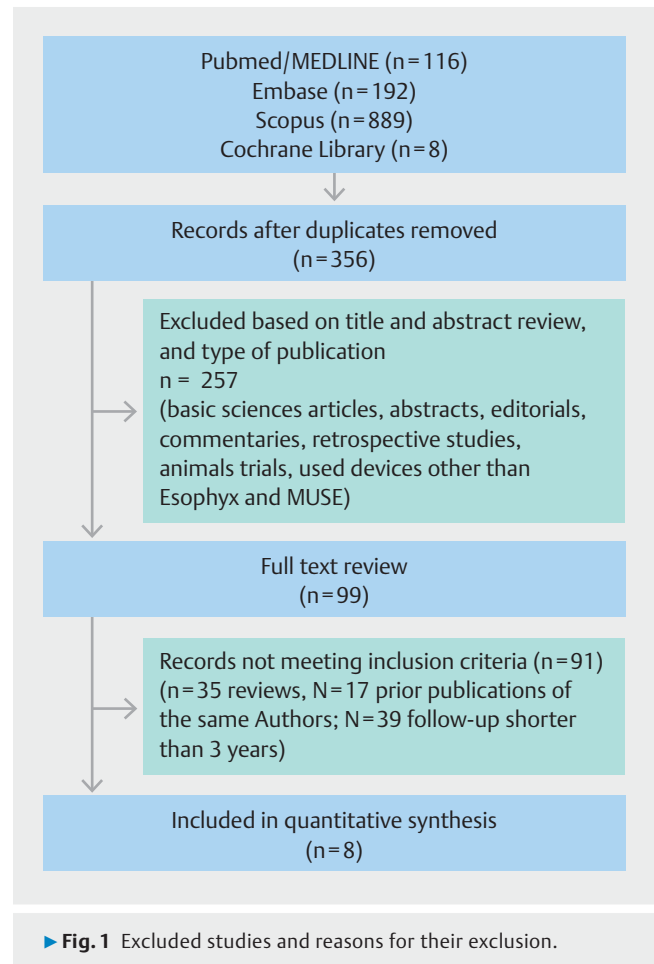 Pubmed/MEDLINE (n=116)
Embase (n=192)
Scopus (n=889)
Cochrane Library (n=8)
Records after duplicates removed
(n=356)
Excluded based on title and abstract review,
and type of publication
n = 257
(basic sciences articles, abstracts, editorials,
commentaries, retrospective studies,
animals trials, used devices other than
Esophyx and MUSE)
Full text review
(n=99)
Records not meeting inclusion criteria (n=91)
(n=35 reviews, N=17 prior publications of
the same Authors; N=39 follow-up shorter
than 3 years)
Included in quantitative synthesis
(n=8)
▶ Fig. 1 Excluded studies and reasons for their exclusion.